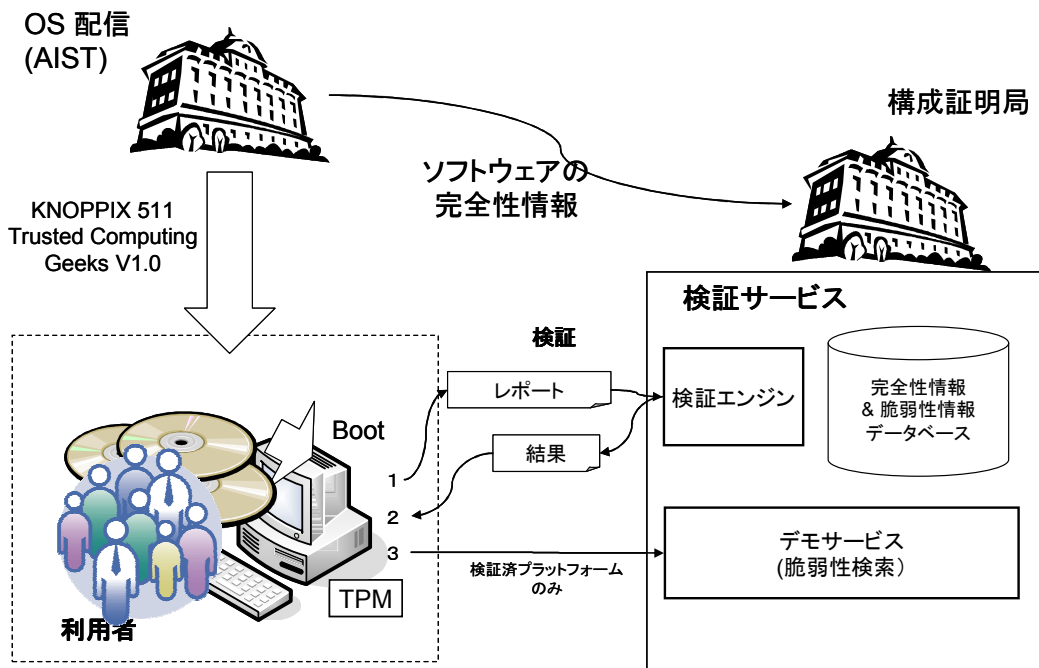 OS 配信
(AIST)
構成証明局
ソフトウェアの
完全性情報
KNOPPIX 511
Trusted Computing
Geeks V1.0
検証サービス
検証
レポート
検証エンジン
完全性情報
& 脆弱性情報
データベース
Boot
結果
1
2
3
検証済プラットフォーム
のみ
デモサービス
(脆弱性検索）
TPM
利用者